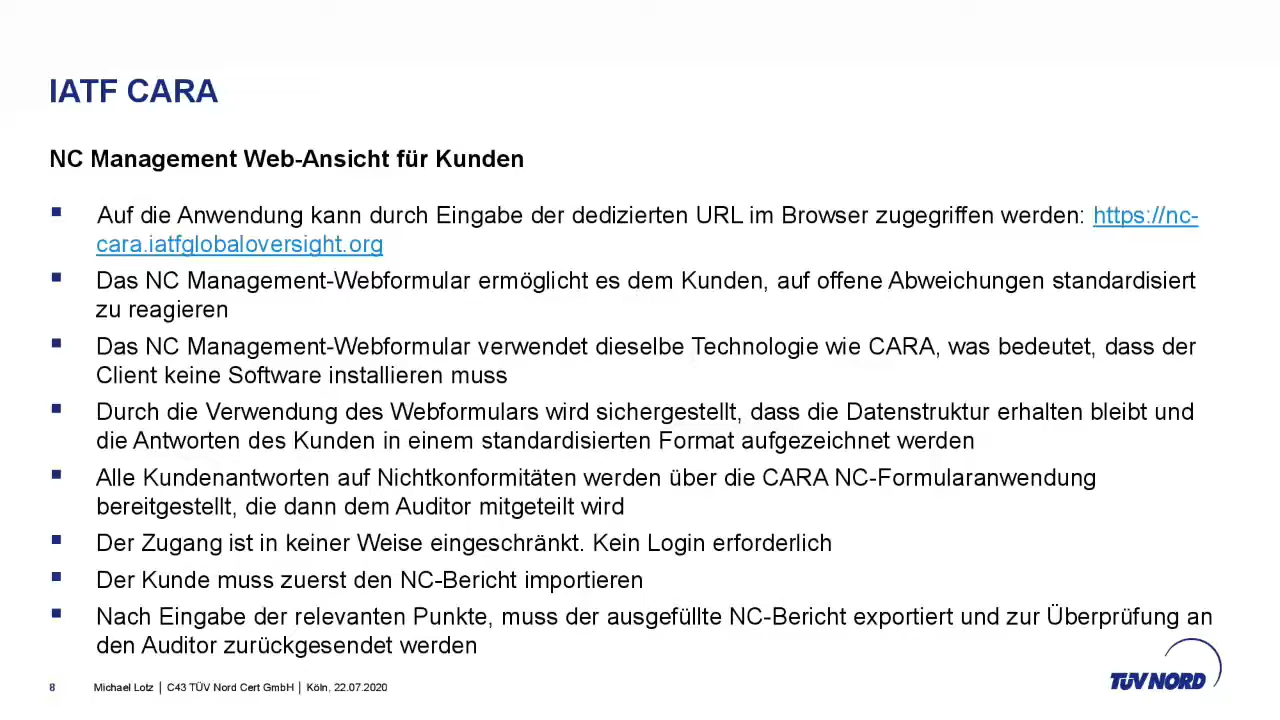 IATF CARA
NC Management Web-Ansicht für Kunden
Auf die Anwendung kann durch Eingabe der dedizierten URL im Browser zugegriffen werden: https://nc-
cara.iatfglobaloversight.org
Das NC Management-Webformular ermöglicht es dem Kunden, auf offene Abweichungen standardisiert
zu reagieren
Das NC Management-Webformular verwendet dieselbe Technologie wie CARA, was bedeutet, dass der
Client keine Software installieren muss
Durch die Verwendung des Webformulars wird sichergestellt, dass die Datenstruktur erhalten bleibt und
die Antworten des Kunden in einem standardisierten Format aufgezeichnet werden
Alle Kundenantworten auf Nichtkonformitäten werden über die CARA NC-Formularanwendung
bereitgestellt, die dann dem Auditor mitgeteilt wird
Der Zugang ist in keiner Weise eingeschränkt. Kein Login erforderlich
Der Kunde muss zuerst den NC-Bericht importieren
Nach Eingabe der relevanten Punkte, muss der ausgefüllte NC-Bericht exportiert und zur Überprüfung an
den Auditor zurückgesendet werden
8 Michael Lotz │ C43 TÜV Nord Cert GmbH │ Köln, 22.07.2020
TÜV NORD